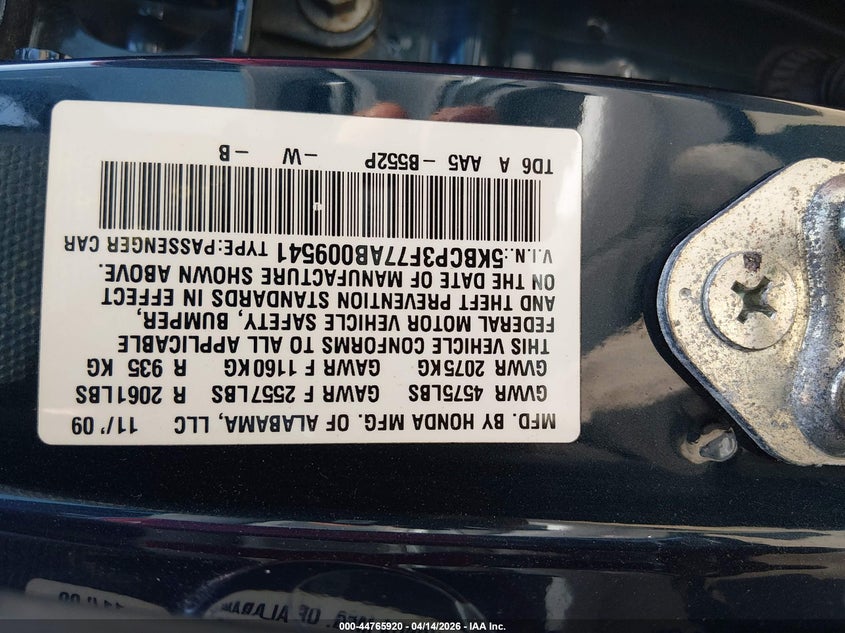 MFD. BY HONDA MFG. OF ALABAMA, LLC 11/'09
GVWR 4575LBS GAWR F 2557LBS R 2061LBS
GVWR 2075KG GAWR F 1160KG R 935 KG
THIS VEHICLE CONFORMS TO ALL APPLICABLE
FEDERAL MOTOR VEHICLE SAFETY, BUMPER,
AND THEFT PREVENTION STANDARDS IN EFFECT
ON THE DATE OF MANUFACTURE SHOWN ABOVE.
V.I.N.:5KBCP3F77AB009541 TYPE:PASSENGER CAR
TD6 A AA5 -B552P -W -B
OF ALABA
000-44765920 - 04/14/2026 - IAA Inc.